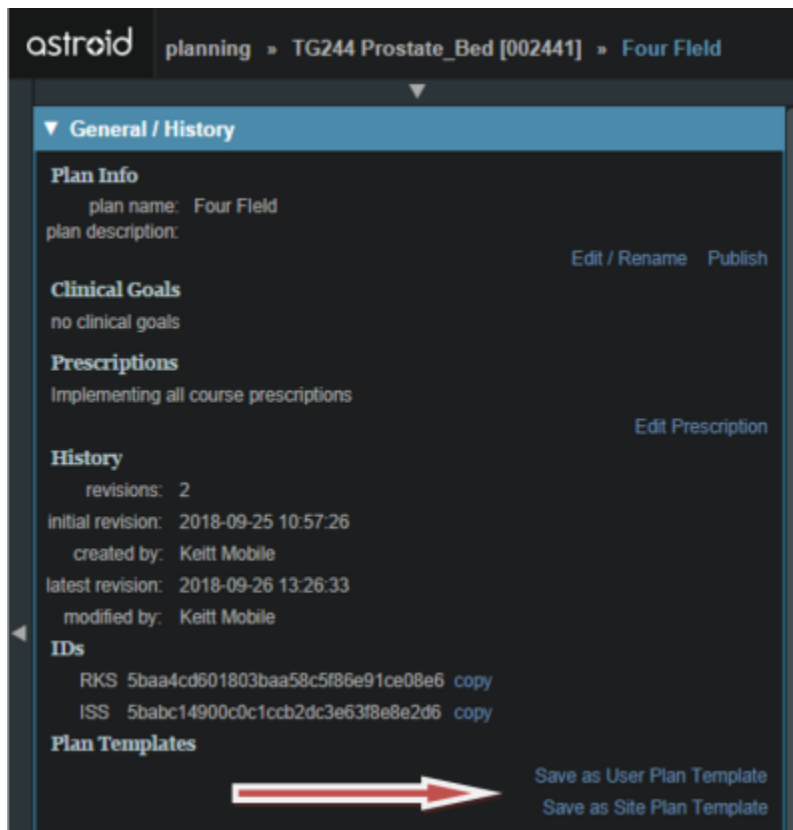 astroid planning » TG244 Prostate_Bed [002441] » Four FIeld
▼ General / History
Plan Info
plan name: Four FIeld
plan description:
Edit / Rename Publish
Clinical Goals
no clinical goals
Prescriptions
Implementing all course prescriptions
Edit Prescription
History
revisions: 2
initial revision: 2018-09-25 10:57:26
created by: Keitt Mobile
latest revision: 2018-09-26 13:26:33
modified by: Keitt Mobile
IDs
RKS 5baa4cd601803baa58c5f86e91ce08e6 copy
ISS 5babc14900c0c1ccb2dc3e63f8e8e2d6 copy
Plan Templates
Save as User Plan Template
Save as Site Plan Template